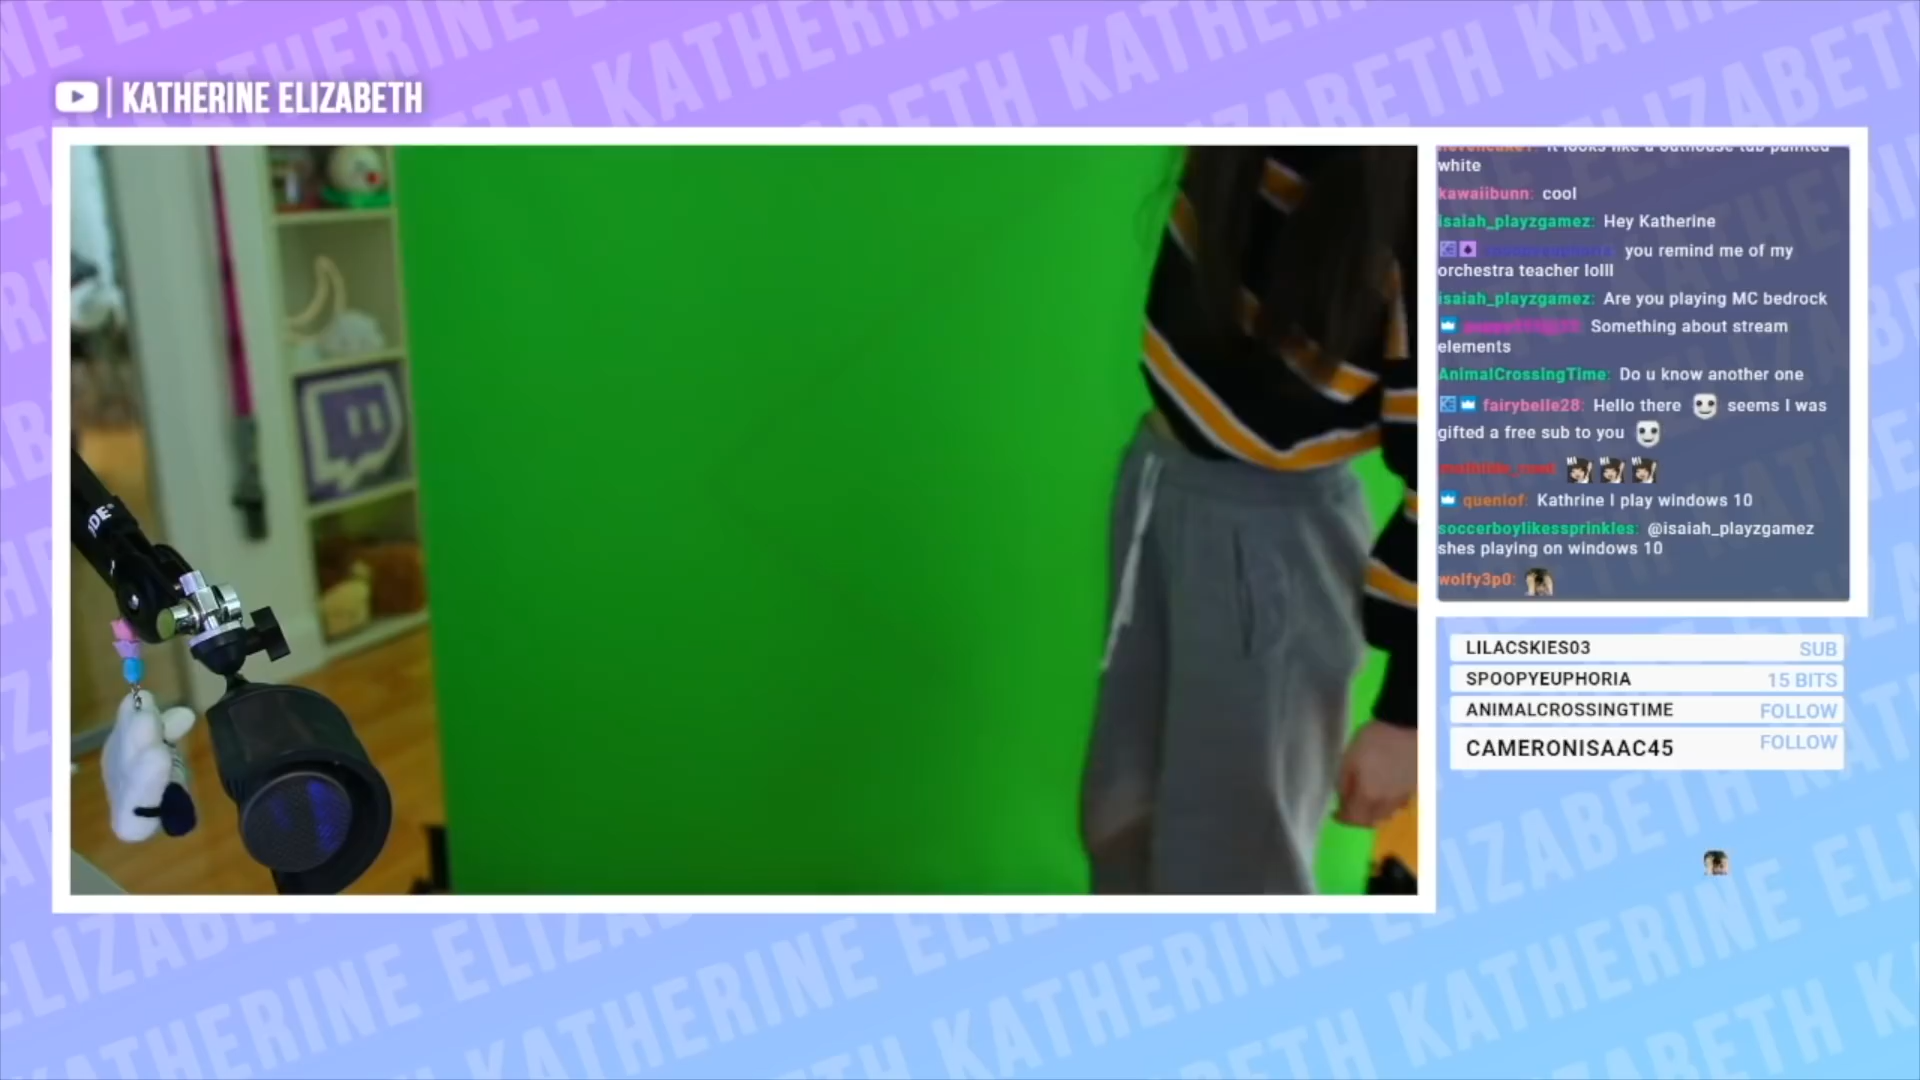 KATHERINE ELIZABETH
white
kawaiibunn: cool
isaiah_playzgamez: Hey Katherine
you remind me of my
orchestra teacher lolll
isaiah_playzgamez: Are you playing MC bedrock
Something about stream
elements
AnimalCrossingTime: Do u know another one
fairybelle28: Hello there seems I was
gifted a free sub to you
queniof: Kathrine I play windows 10
soccerboylikessprinkles: @isaiah_playzgamez
shes playing on windows 10
wolfy3p0:
LILACSKIES03 SUB
SPOOPYEUPHORIA 15 BITS
ANIMALCROSSINGTIME FOLLOW
CAMERONISAAC45 FOLLOW